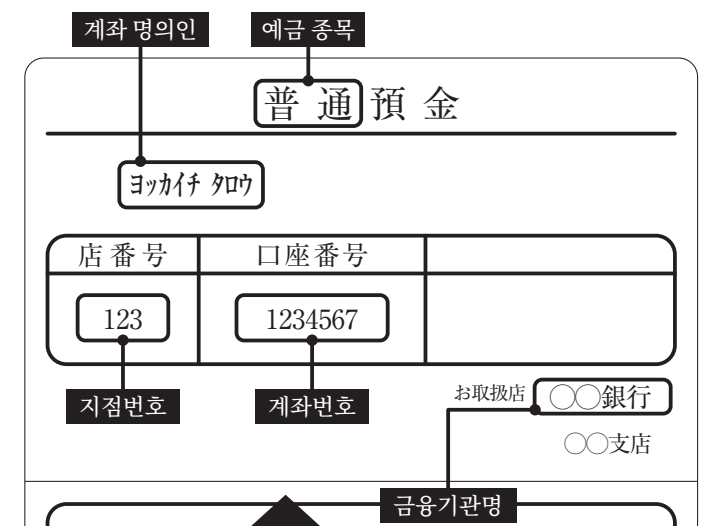 계좌 명의인 예금 종목
普通預金
ﾖｯｶｲﾁ ﾀﾛｳ
店番号 口座番号
123 1234567
지점번호 계좌번호
お取扱店 ○○銀行
○○支店
금융기관명